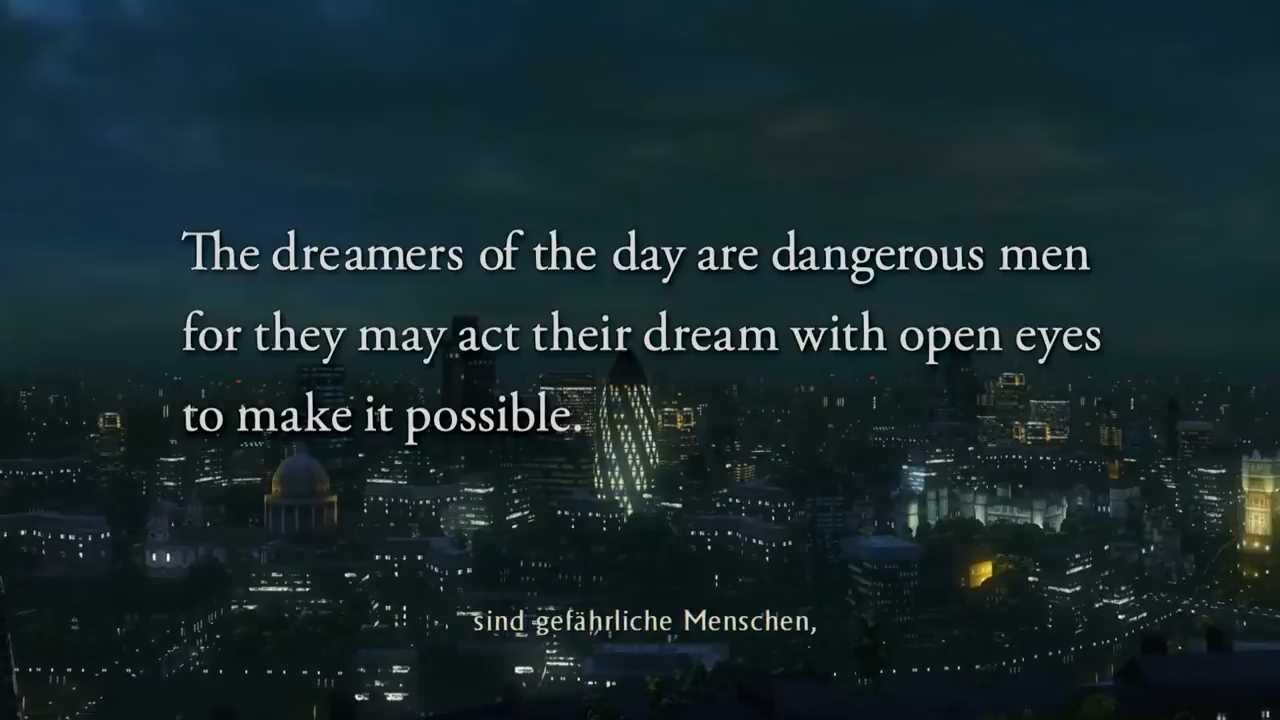 The dreamers of the day are dangerous men
for they may act their dream with open eyes
to make it possible.
sind gefährliche Menschen,